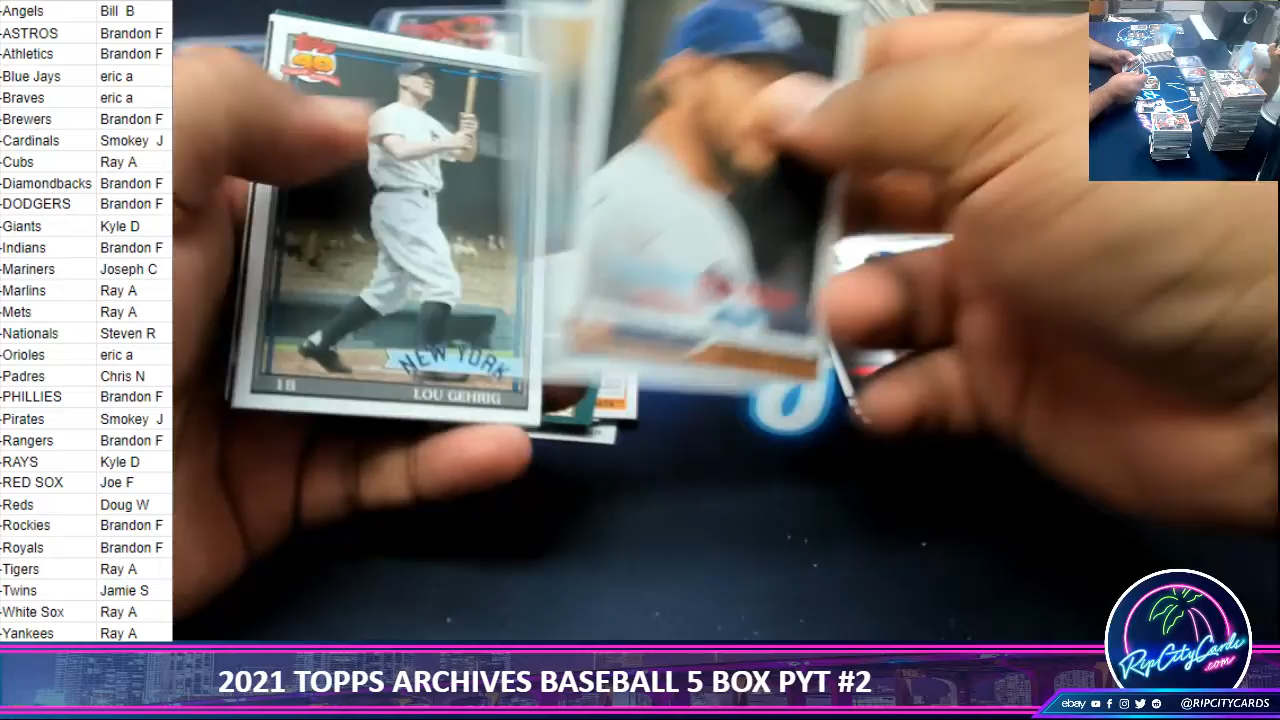 -Angels Bill B
-ASTROS Brandon F
-Athletics Brandon F
-Blue Jays eric a
-Braves eric a
-Brewers Brandon F
-Cardinals Smokey J
-Cubs Ray A
-Diamondbacks Brandon F
-DODGERS Brandon F
-Giants Kyle D
-Indians Brandon F
-Mariners Joseph C
-Marlins Ray A
-Mets Ray A
-Nationals Steven R
-Orioles eric a
-Padres Chris N
-PHILLIES Brandon F
-Pirates Smokey J
-Rangers Brandon F
-RAYS Kyle D
-RED SOX Joe F
-Reds Doug W
-Rockies Brandon F
-Royals Brandon F
-Tigers Ray A
-Twins Jamie S
-White Sox Ray A
-Yankees Ray A
NEW YORK
18 LOU GEHRIG
RipCityCards
.com
2021 TOPPS ARCHIVES BASEBALL 5 BOX PYT #2
ebay @RIPCITYCARDS